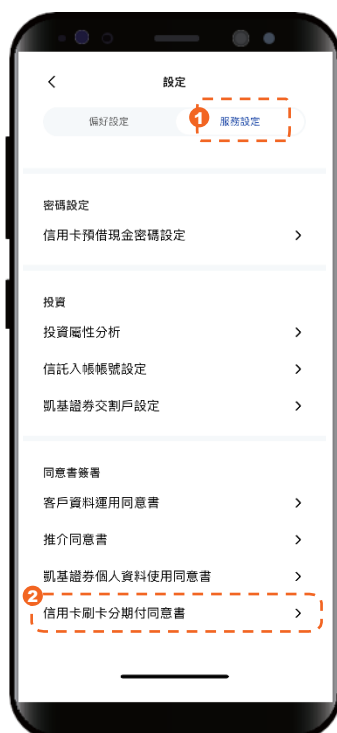 設定
偏好設定
1 服務設定
密碼設定
信用卡預借現金密碼設定
投資
投資屬性分析
信託入帳帳號設定
凱基證券交割戶設定
同意書簽署
客戶資料運用同意書
推介同意書
凱基證券個人資料使用同意書
2
信用卡刷卡分期付同意書